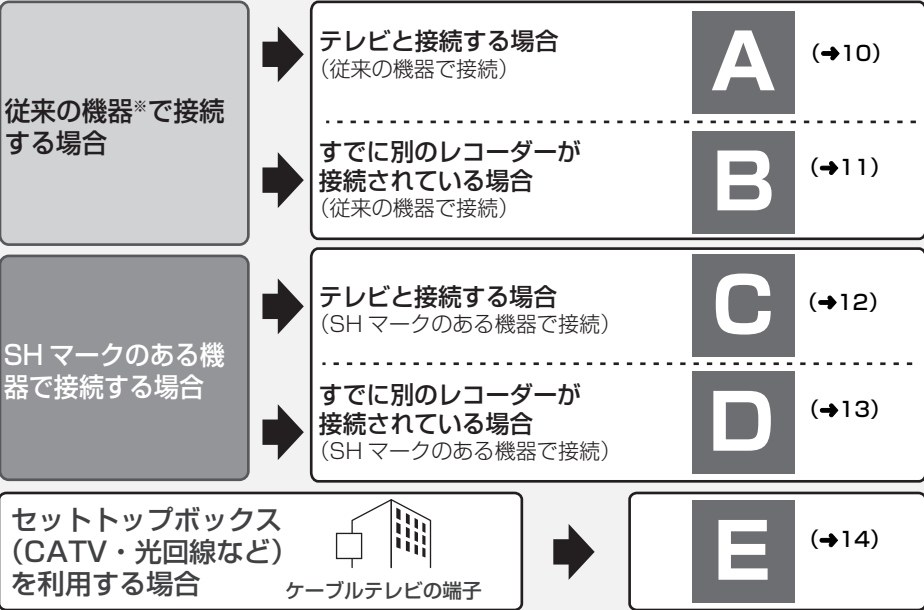 従来の機器※で接続
する場合
テレビと接続する場合
（従来の機器で接続）
A
（➜10）
すでに別のレコーダーが
接続されている場合
（従来の機器で接続）
B
（➜11）
SH マークのある機
器で接続する場合
テレビと接続する場合
（SH マークのある機器で接続）
C
（➜12）
すでに別のレコーダーが
接続されている場合
（SH マークのある機器で接続）
D
（➜13）
セットトップボックス
（CATV・光回線など）
を利用する場合
ケーブルテレビの端子
E
（➜14）